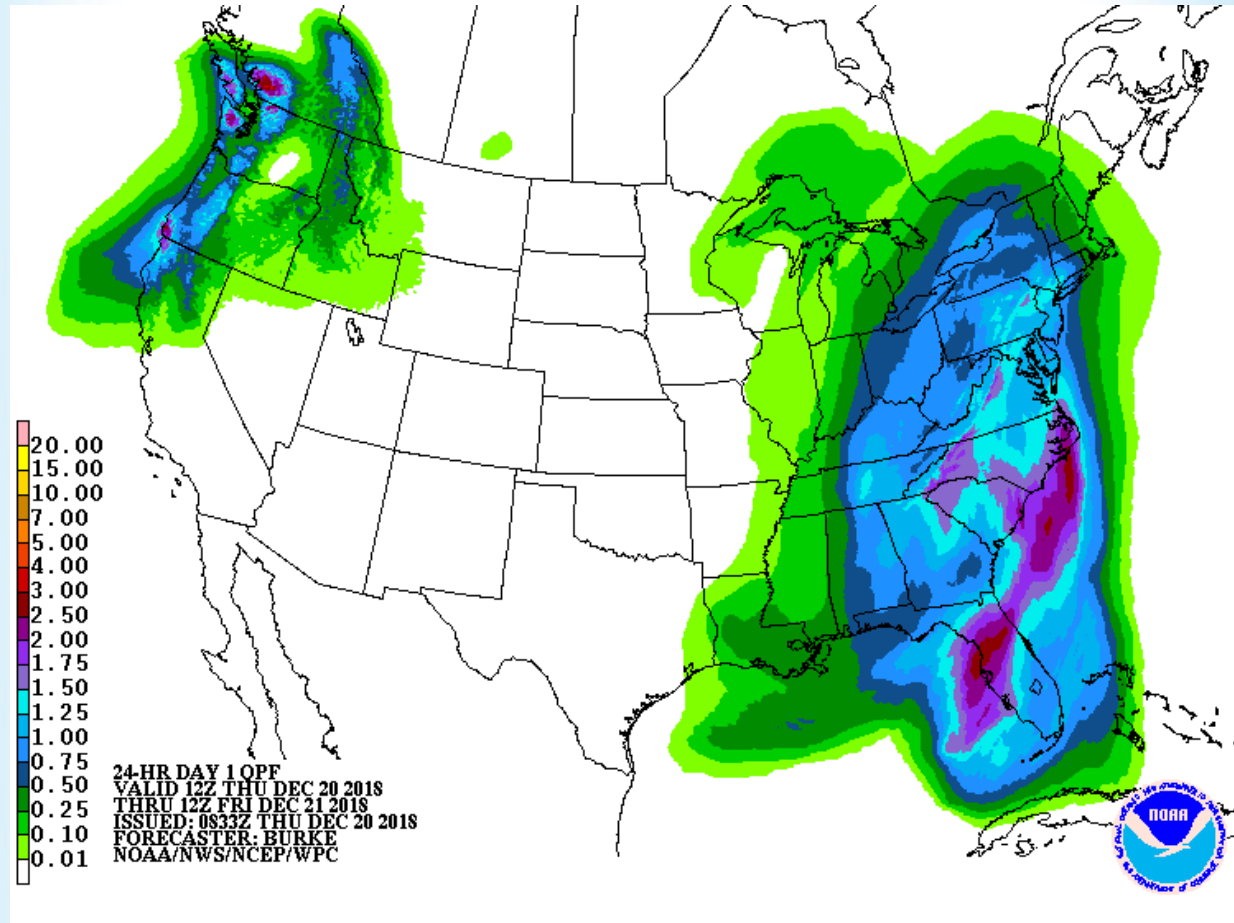 20.00
15.00
10.00
7.00
5.00
4.00
3.00
2.50
2.00
1.75
1.50
1.25
1.00
0.75
0.50
0.25
0.10
0.01
24-HR DAY 1 QPF
VALID 12Z THU DEC 20 2018
THRU 12Z FRI DEC 21 2018
ISSUED: 0833Z THU DEC 20 2018
FORECASTER: BURKE
NOAA/NWS/NCEP/WPC
NOAA